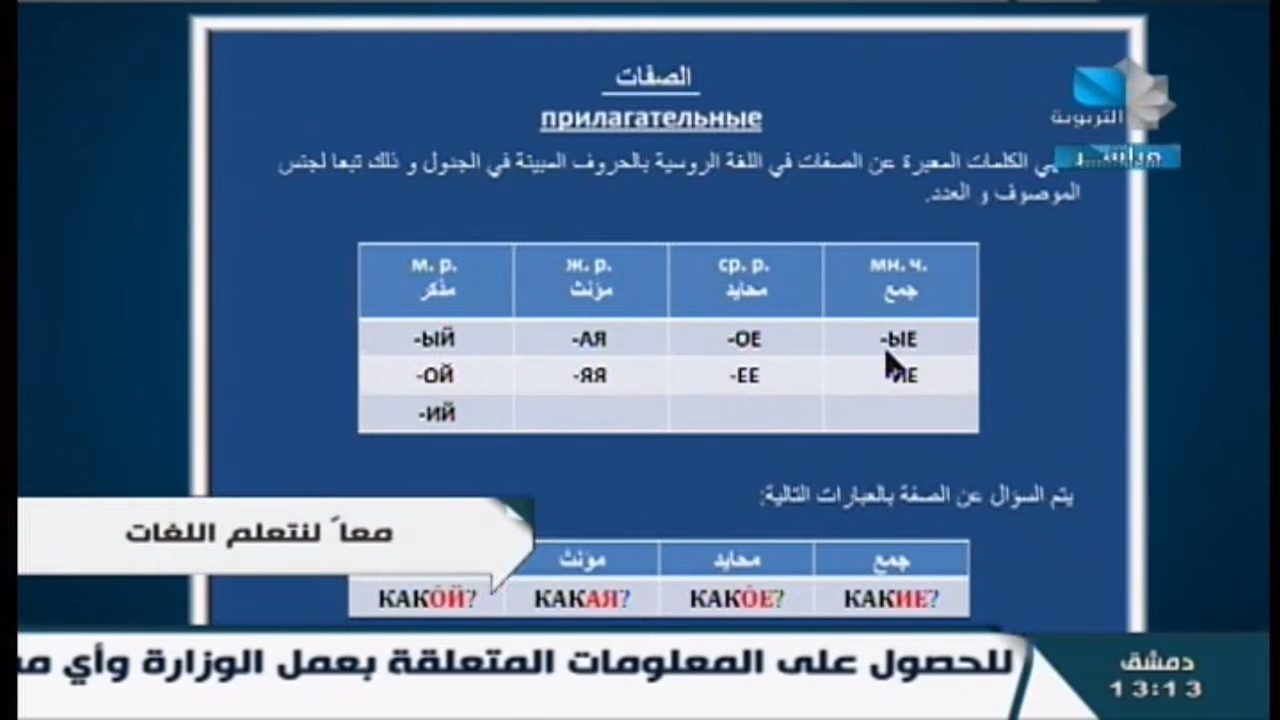 الصفات
прилагательные
التربوية
مباشر
الكلمات المعبرة عن الصفات في اللغة الروسية بالحروف المبينة في الجدول و ذلك تبعا لجنس
الموصوف و العدد.
м. р. ж. р. ср. р. мн. ч.
مذكر مؤنث محايد جمع
-ЫЙ -АЯ -ОЕ -ЫЕ
-ОЙ -ЯЯ -ЕЕ -ИЕ
-ИЙ
يتم السؤال عن الصفة بالعبارات التالية:
معاً لنتعلم اللغات
مؤنث محايد جمع
КАКО́Й? КАКАЯ? КАКО́Е? КАКИЕ?
للحصول على المعلومات المتعلقة بعمل الوزارة وأي
دمشق
13:13